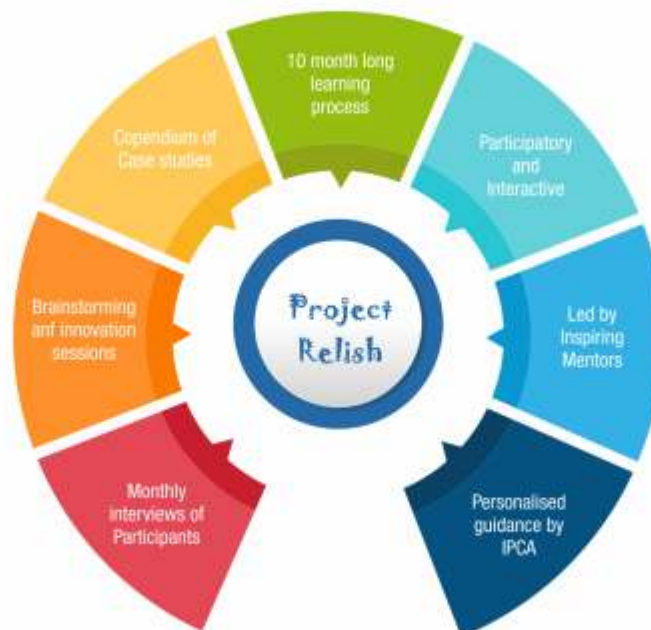 10 month long
learning
process
Copendium of
Case studies
Participatory
and
Interactive
Brainstorming
anf innovation
sessions
Project
Relish
Led by
Inspiring
Mentors
Monthly
interviews of
Participants
Personalised
guidance by
IPCA